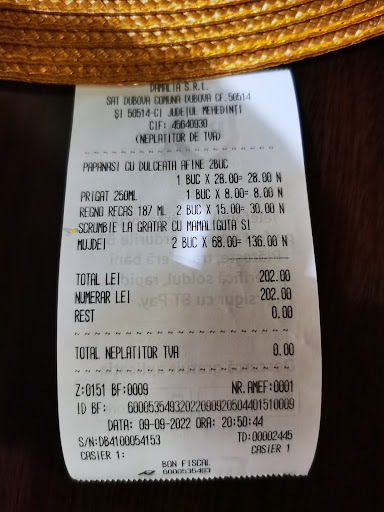 DAMALIA S.R.L.
SAT DUBOVA COMUNA DUBOVA CF.50514
ȘI 50514-C1 JUDEȚUL MEHEDINȚI
CIF: 45640930
(NEPLATITOR DE TVA)
PAPANASI CU DULCEATA AFINE 2BUC
1 BUC X 28.00= 28.00 N
PRIGAT 250ML 1 BUC X 8.00= 8.00 N
REGNO RECAS 187 ML 2 BUC X 15.00= 30.00 N
SCRUMBIE LA GRATAR CU MAMALIGUTA SI
MUJDEI 2 BUC X 68.00= 136.00 N
TOTAL LEI 202.00
NUMERAR LEI 202.00
REST 0.00
TOTAL NEPLATITOR TVA 0.00
Z:0151 BF:0009 NR.AMEF:0001
ID BF: 60005354932022090920504401510009
DATA: 09-09-2022 ORA: 20:50:44
S/N:DB4100054153 TD:00002445
CASIER 1: CASIER 1
BON FISCAL